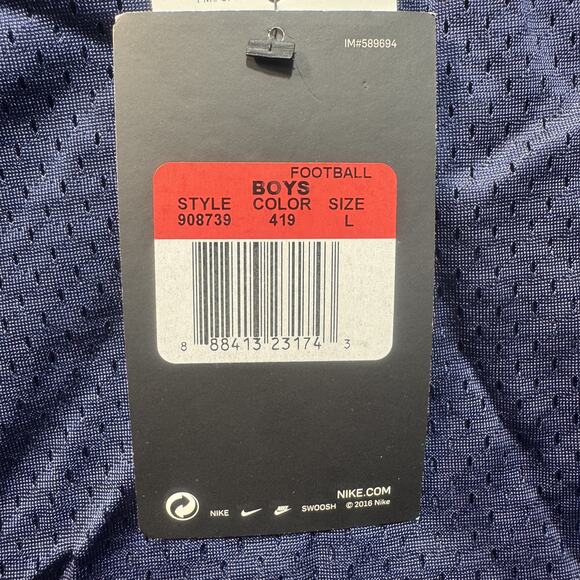 IM#589694
FOOTBALL
BOYS
STYLE COLOR SIZE
908739 419 L
8 88413 23174 3
NIKE.COM
NIKE SWOOSH © 2016 Nike